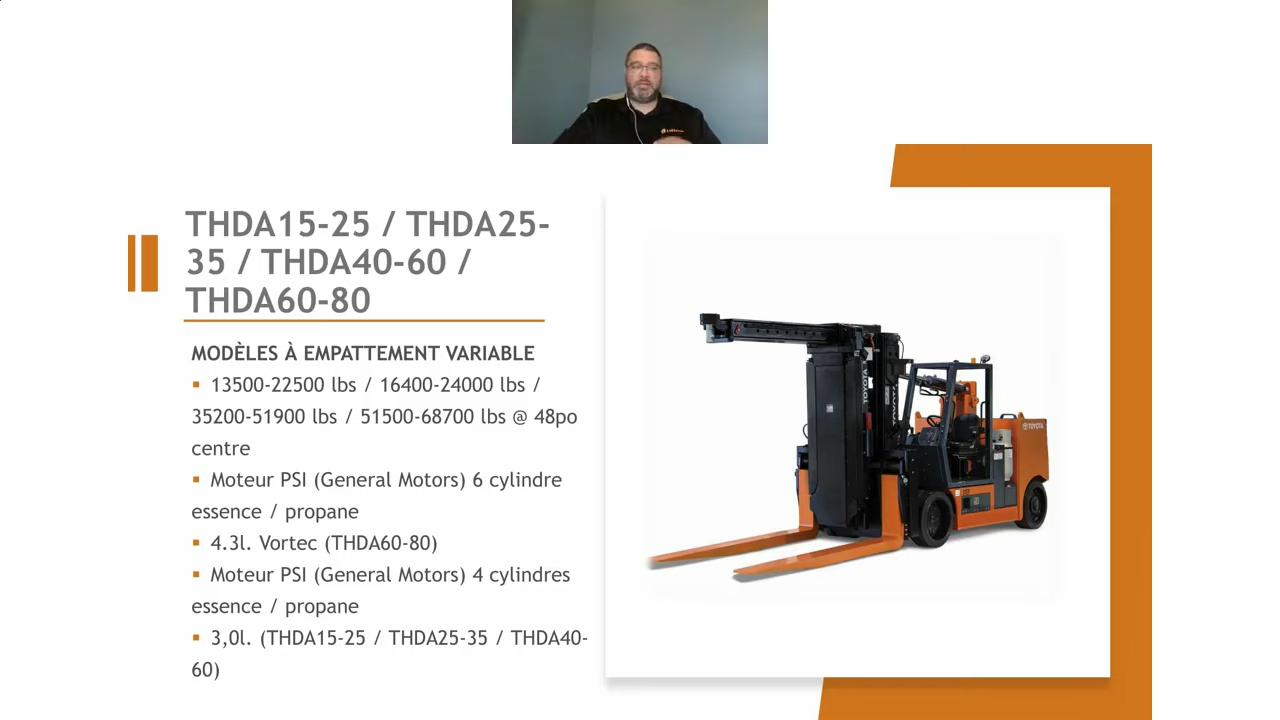 THDA15-25 / THDA25-
35 / THDA40-60 /
THDA60-80
MODÈLES À EMPATTEMENT VARIABLE
▪ 13500-22500 lbs / 16400-24000 lbs /
35200-51900 lbs / 51500-68700 lbs @ 48po
centre
▪ Moteur PSI (General Motors) 6 cylindre
essence / propane
▪ 4.3l. Vortec (THDA60-80)
▪ Moteur PSI (General Motors) 4 cylindres
essence / propane
▪ 3,0l. (THDA15-25 / THDA25-35 / THDA40-
60)
TOYOTA
TOYOTA